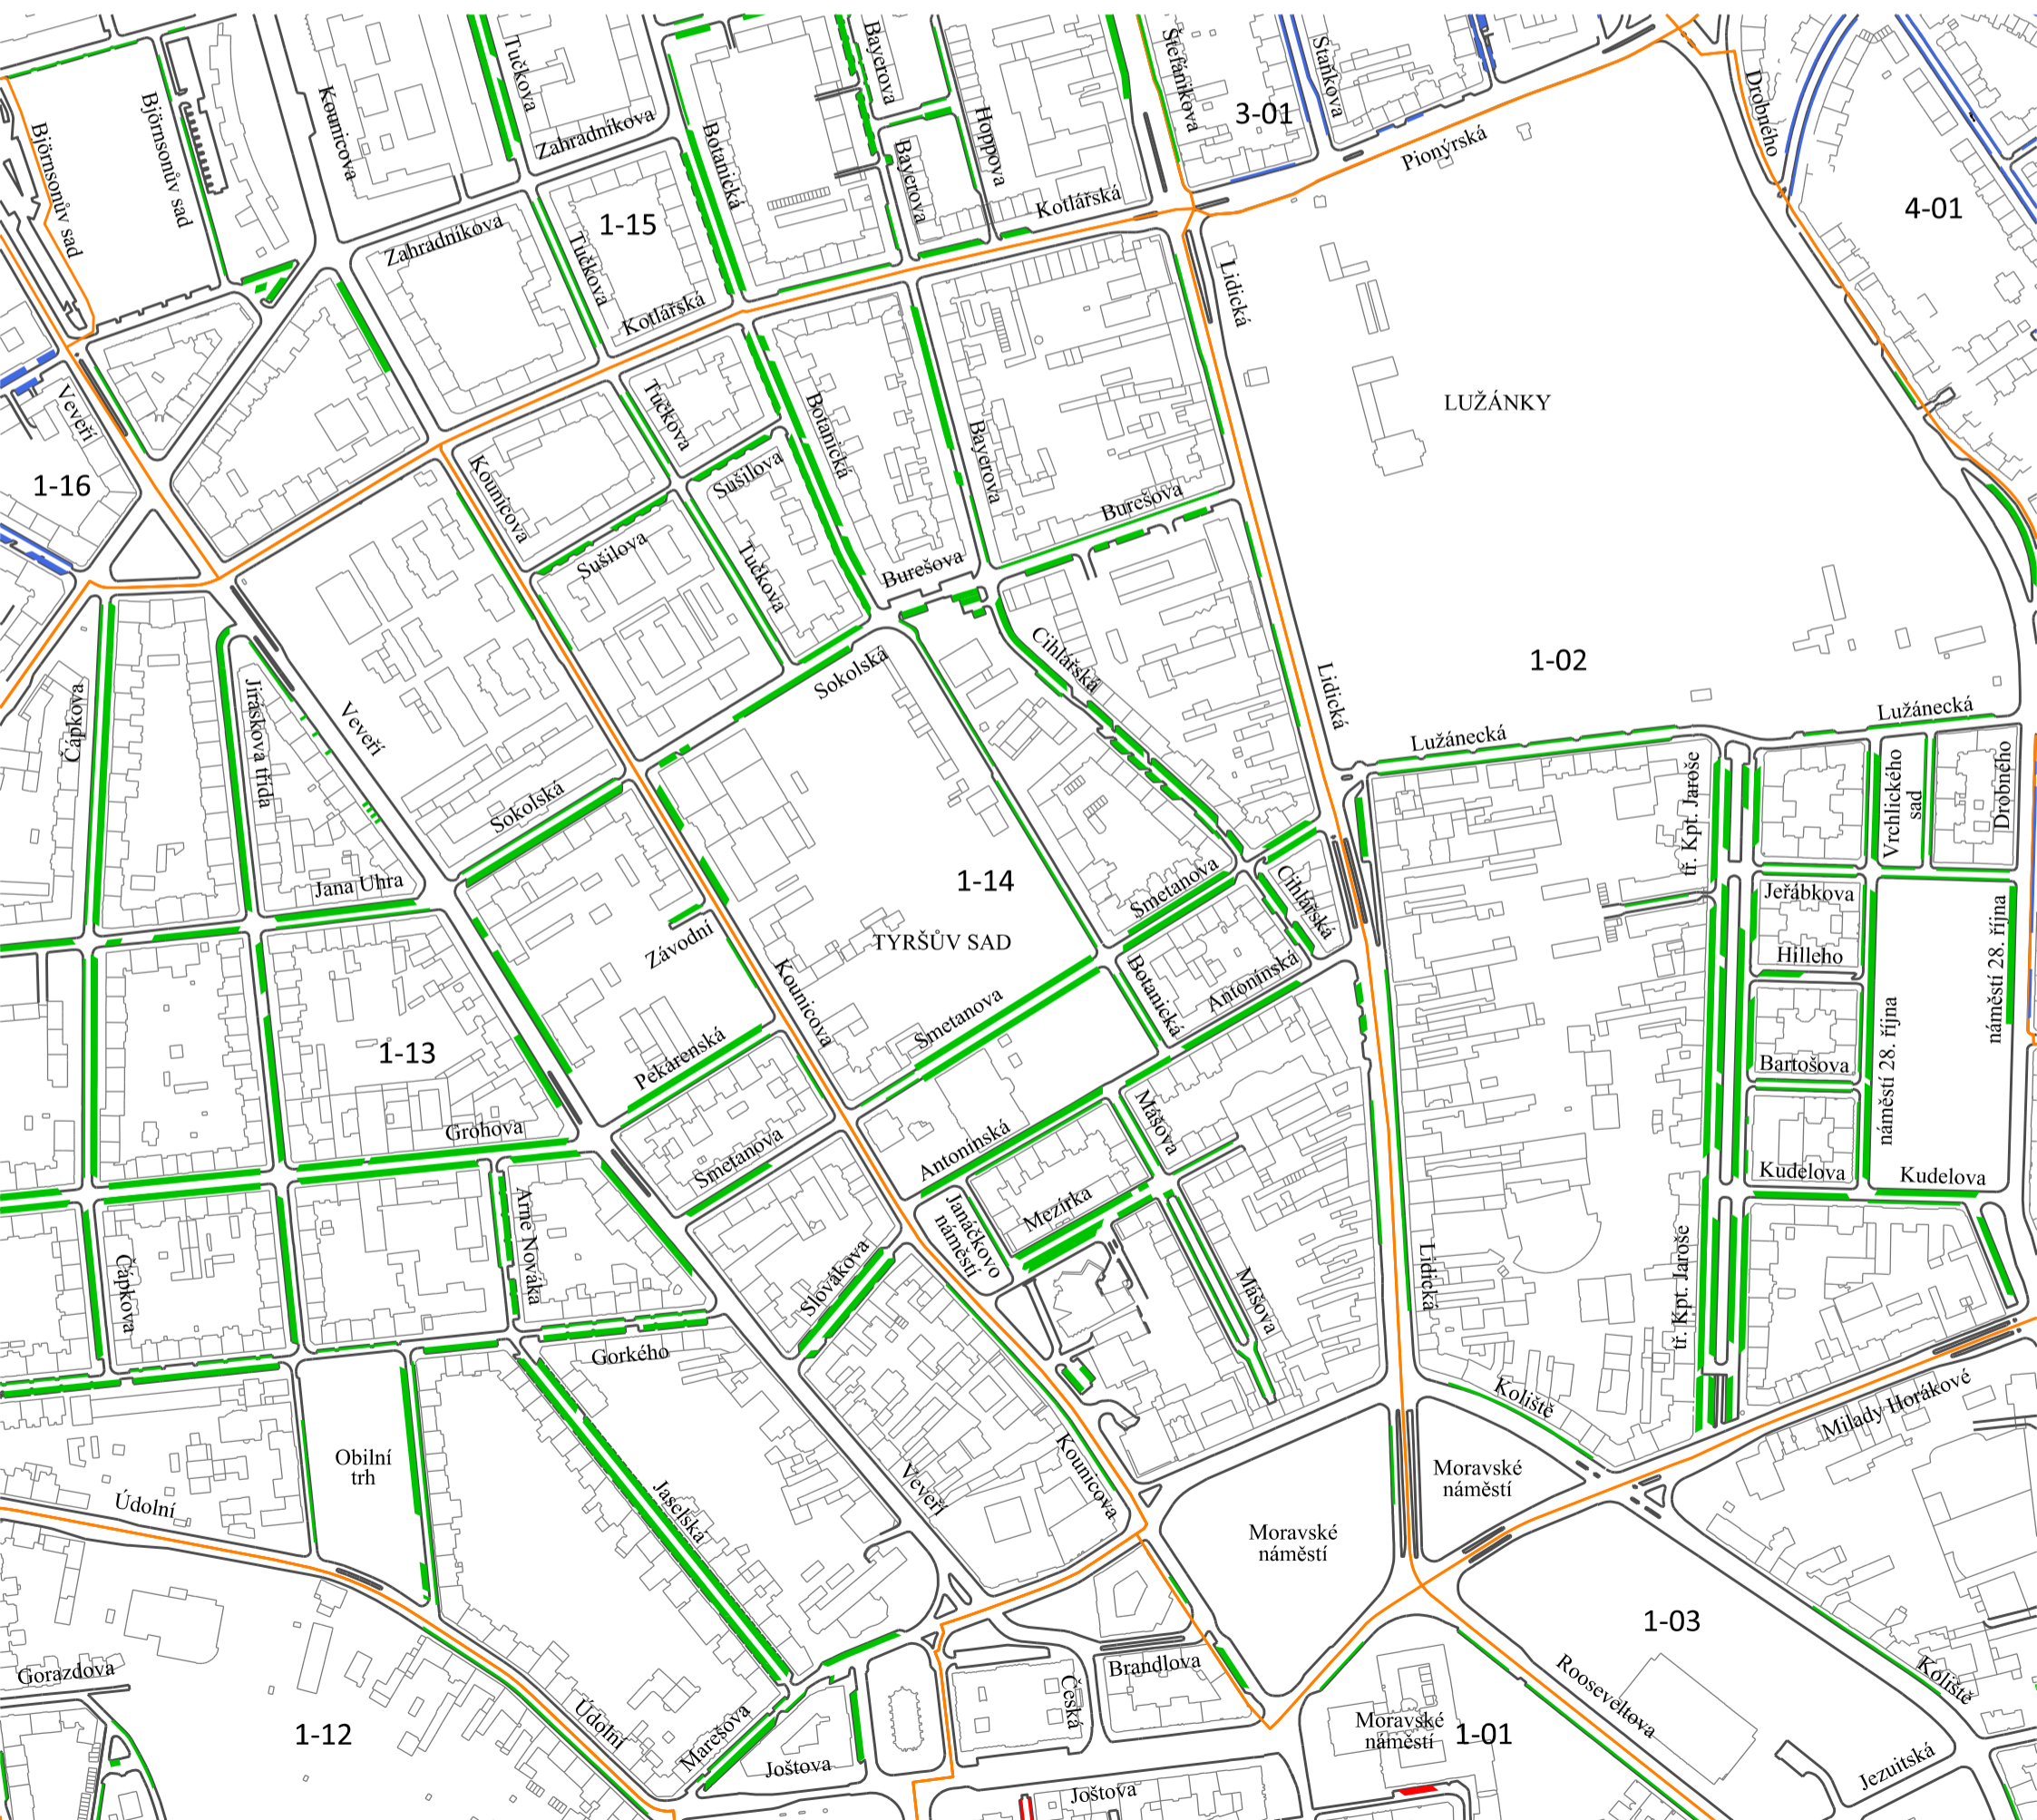 Tučkova
Bayerova
Štefánikova
Staňkova
Björnsonův sad
Björnsonův sad
Kounicova
Zahradníkova
Botanická
Hoppova
3-01
Pionýrská
Drobného
Bayerova
Kotlářská
4-01
Zahradníkova
1-15
Tučkova
Kotlářská
Lidická
Veveří
Tučkova
Botanická
LUŽÁNKY
1-16
Kounicova
Sušilova
Bayerova
Burešova
Sušilova
Tučkova
Burešova
Čápkova
Jiráskova třída
Veveří
Sokolská
Cihlářská
Lidická
1-02
Lužánecká
Lužánecká
Sokolská
tř. Kpt. Jaroše
Vrchlického
sad
Drobného
Jana Uhra
1-14
Smetanova
Cihlářská
Jeřábkova
Závodní
TYRŠŮV SAD
Hilleho
náměstí 28. října
Kounicova
Botanická
Antonínská
Smetanova
1-13
Pekárenská
Bartošova
náměstí 28. října
Grohova
Smetanova
Antonínská
Mášova
Kudelova
Kudelova
Čápkova
Arne Nováka
Slovákova
Janáčkovo
náměstí
Mezírka
Mášova
Lidická
tř. Kpt. Jaroše
Gorkého
Koliště
Milady Horákové
Obilní
trh
Údolní
Jaselská
Veveří
Kounicova
Moravské
náměstí
Moravské
náměstí
1-03
Gorazdova
Údolní
Marešova
Česká
Brandlova
Rooseveltova
Koliště
1-12
Joštova
Moravské
náměstí
1-01
Joštova
Jezuitská